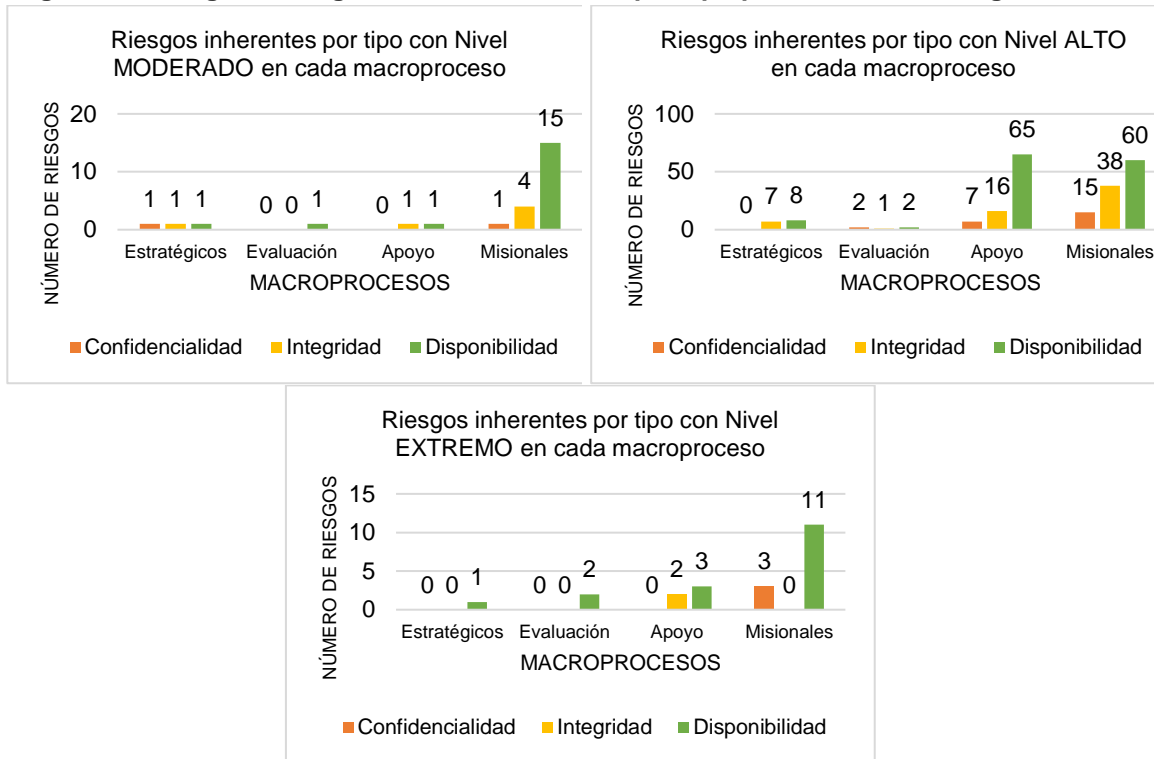 Riesgos inherentes por tipo con Nivel
MODERADO en cada macroproceso
NÚMERO DE RIESGOS
20
10
0
1 1 1
0 0 1
0 1 1
1 4 15
Estratégicos Evaluación Apoyo Misionales
MACROPROCESOS
Confidencialidad Integridad Disponibilidad
Riesgos inherentes por tipo con Nivel ALTO
en cada macroproceso
NÚMERO DE RIESGOS
100
50
0
0 7 8
2 1 2
7 16 65
15 38 60
Estratégicos Evaluación Apoyo Misionales
MACROPROCESOS
Confidencialidad Integridad Disponibilidad
Riesgos inherentes por tipo con Nivel
EXTREMO en cada macroproceso
NÚMERO DE RIESGOS
15
10
5
0
0 0 1
0 0 2
0 2 3
3 0 11
Estratégicos Evaluación Apoyo Misionales
MACROPROCESOS
Confidencialidad Integridad Disponibilidad